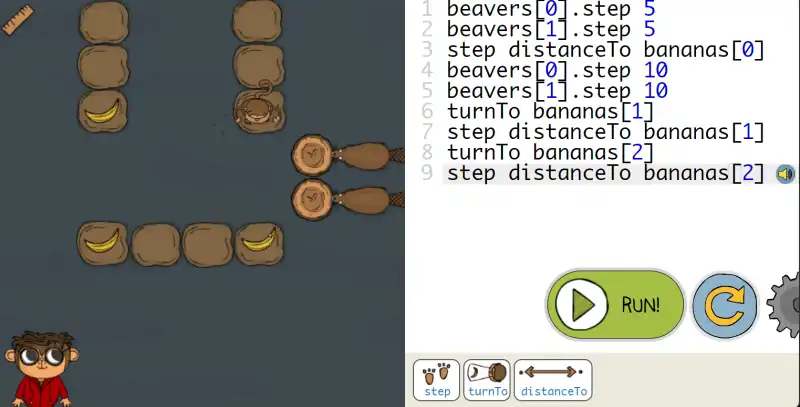 1 beavers[0].step 5
2 beavers[1].step 5
3 step distanceTo bananas[0]
4 beavers[0].step 10
5 beavers[1].step 10
6 turnTo bananas[1]
7 step distanceTo bananas[1]
8 turnTo bananas[2]
9 step distanceTo bananas[2]
RUN!
step turnTo distanceTo